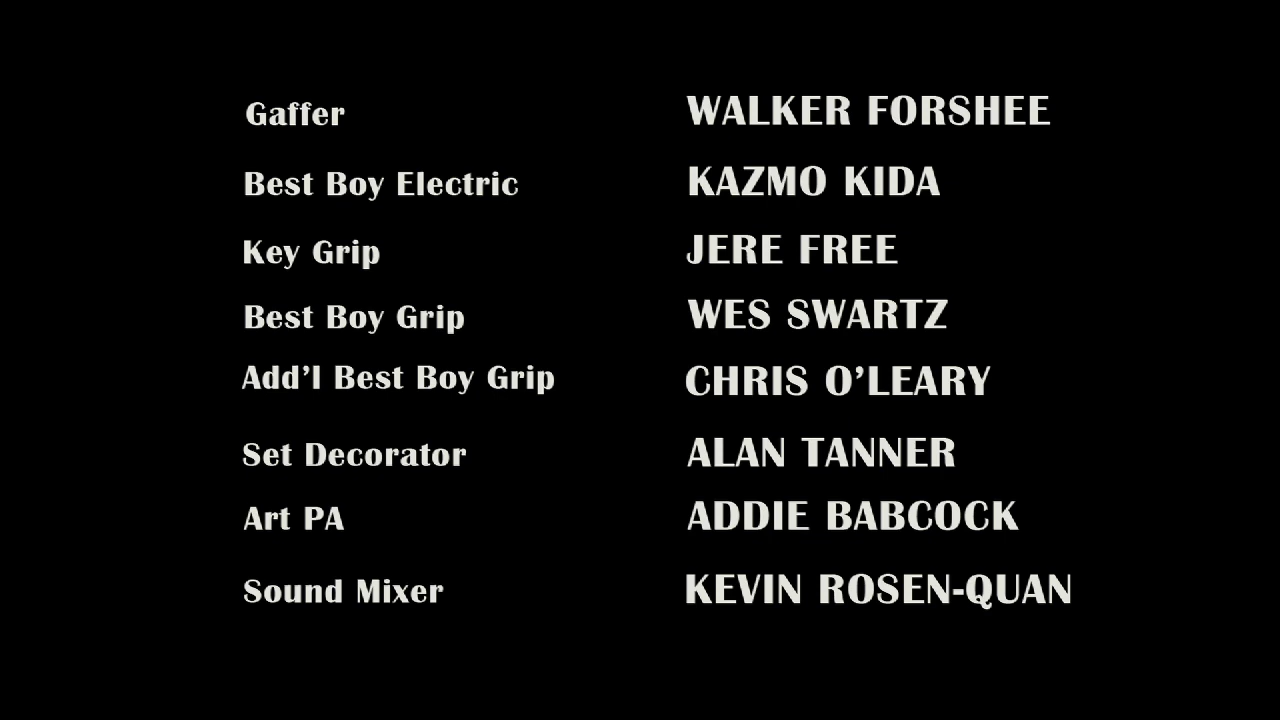 Gaffer WALKER FORSHEE
Best Boy Electric KAZMO KIDA
Key Grip JERE FREE
Best Boy Grip WES SWARTZ
Add’l Best Boy Grip CHRIS O’LEARY
Set Decorator ALAN TANNER
Art PA ADDIE BABCOCK
Sound Mixer KEVIN ROSEN-QUAN